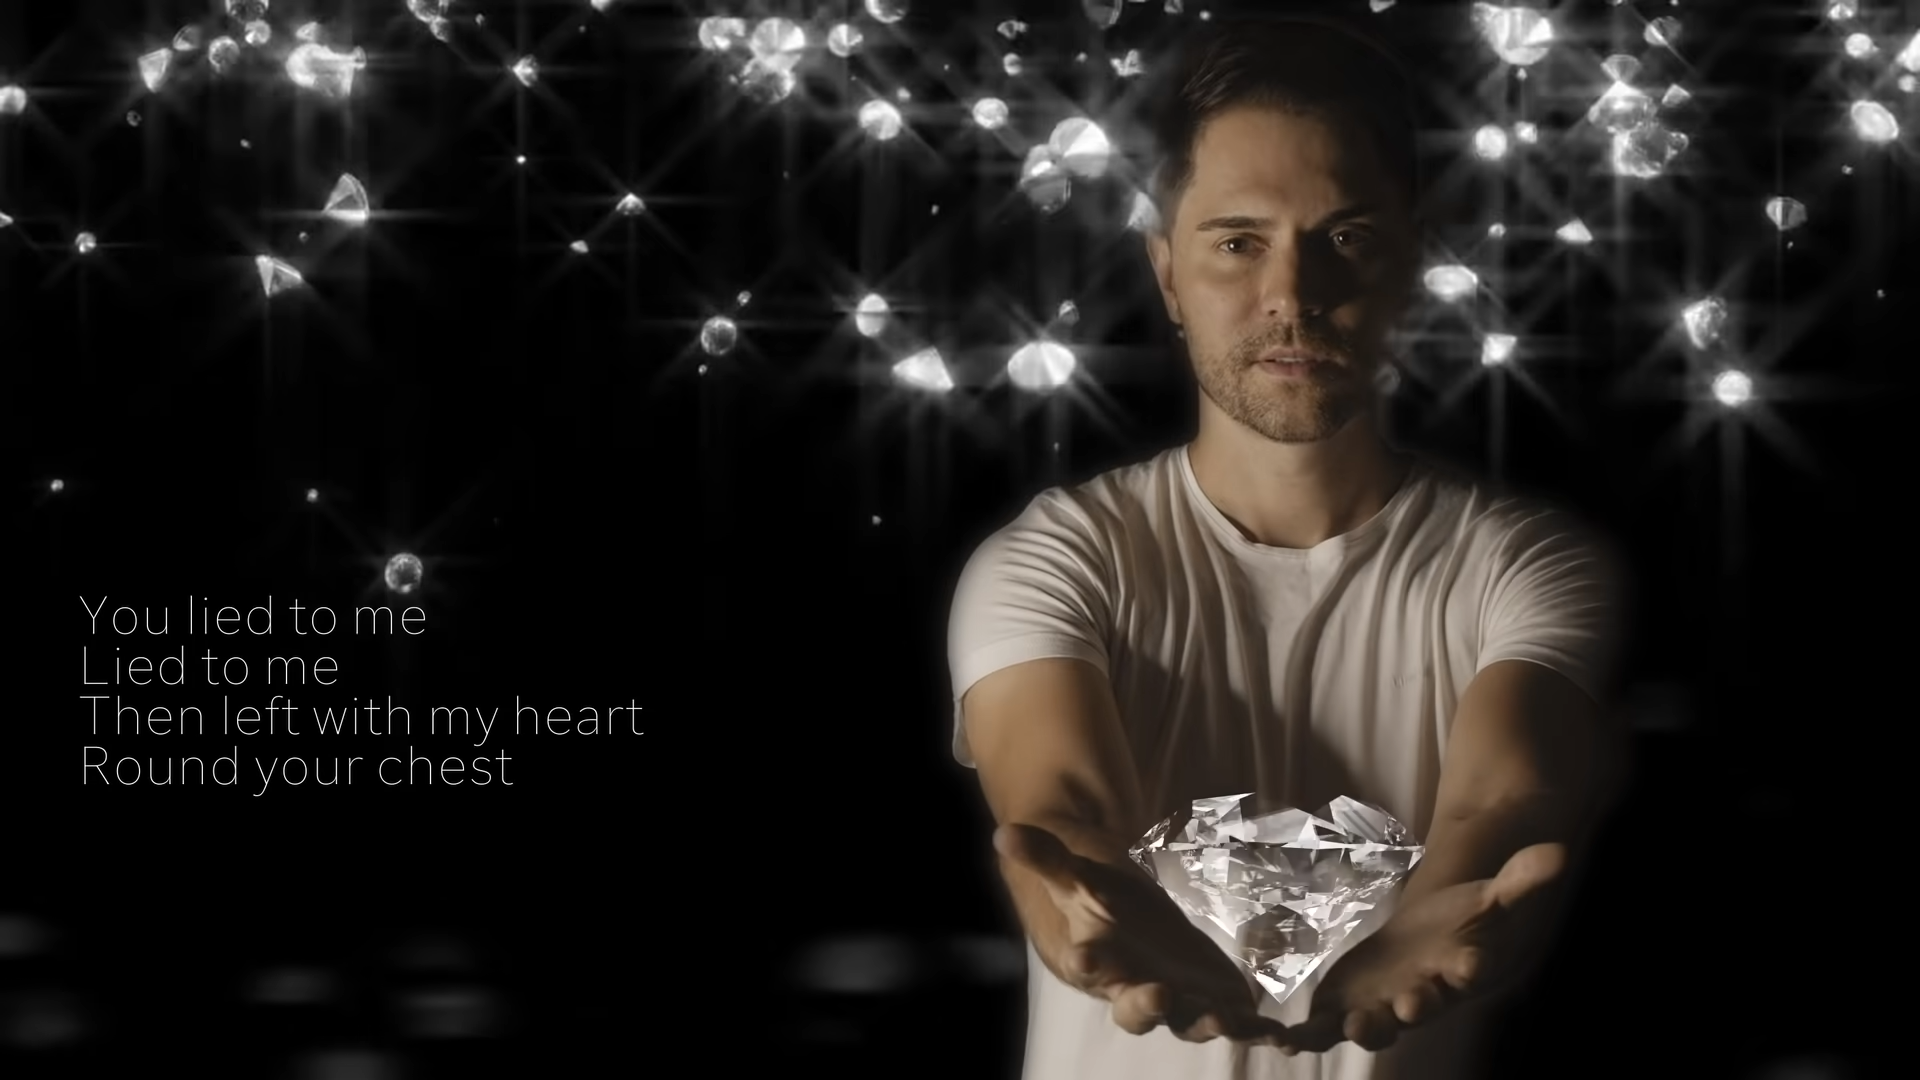 You lied to me
Lied to me
Then left with my heart
Round your chest